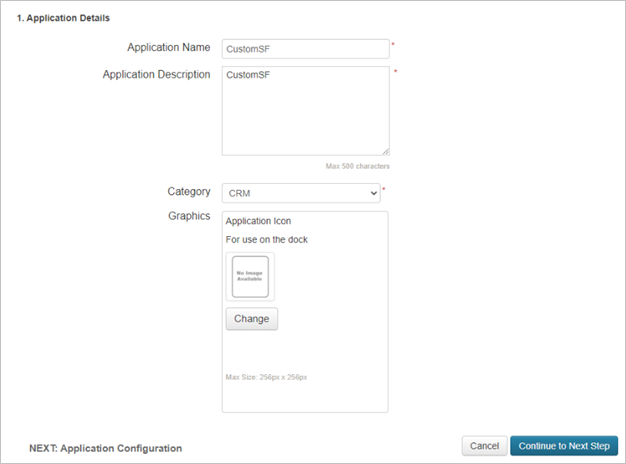 1. Application Details
Application Name CustomSF *
Application Description CustomSF *
Max 500 characters
Category CRM *
Graphics Application Icon
For use on the dock
No Image
Available
Change
Max Size: 256px x 256px
NEXT: Application Configuration Cancel Continue to Next Step